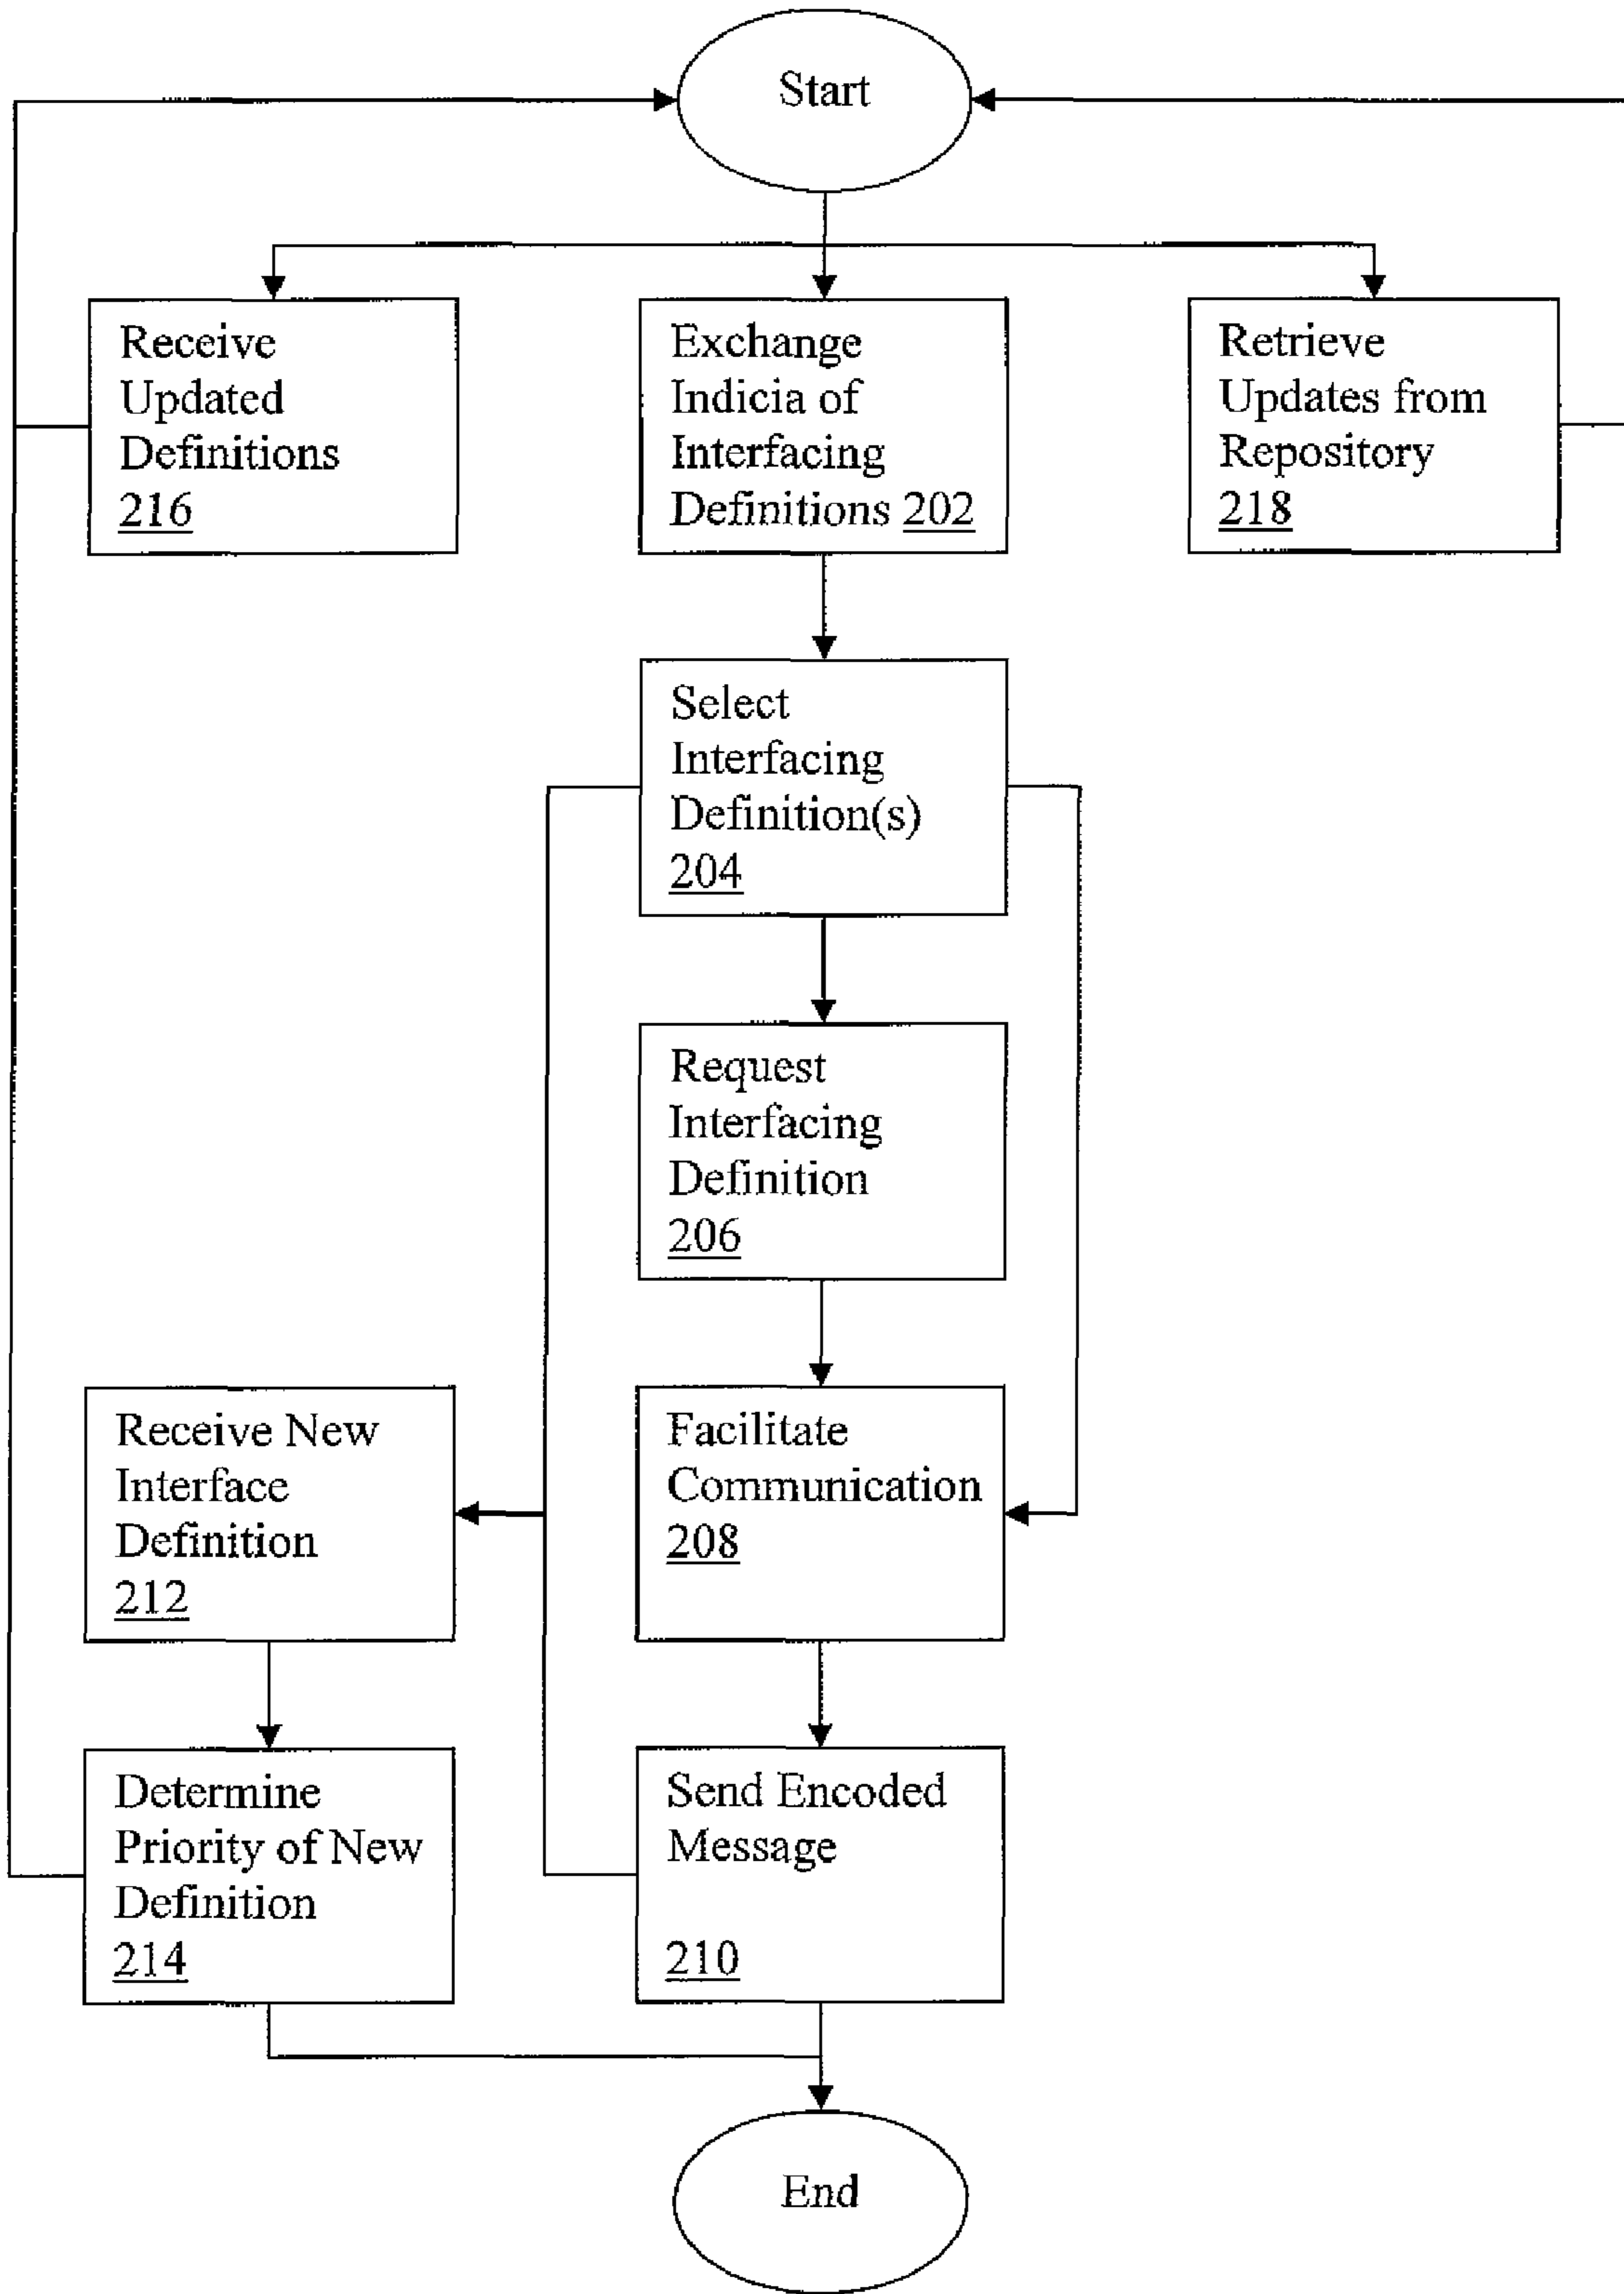 Start
Receive
Updated
Definitions
216
Exchange
Indicia of
Interfacing
Definitions 202
Retrieve
Updates from
Repository
218
Select
Interfacing
Definition(s)
204
Request
Interfacing
Definition
206
Receive New
Interface
Definition
212
Facilitate
Communication
208
Determine
Priority of New
Definition
214
Send Encoded
Message
210
End